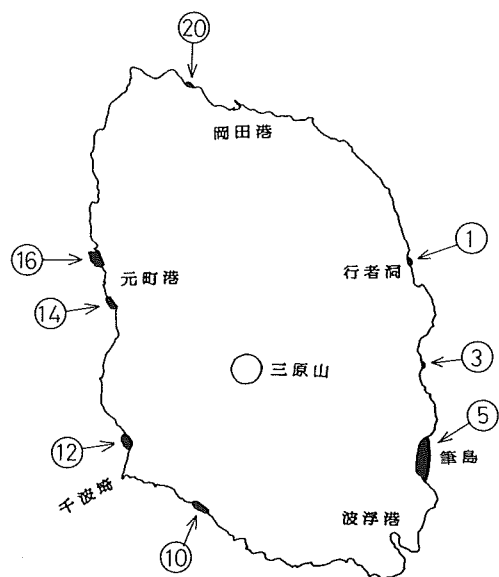 ⑳
岡田港
①
行者洞
⑯
元町港
⑭
③
三原山
⑤
筆島
⑫
千波崎
波浮港
⑩